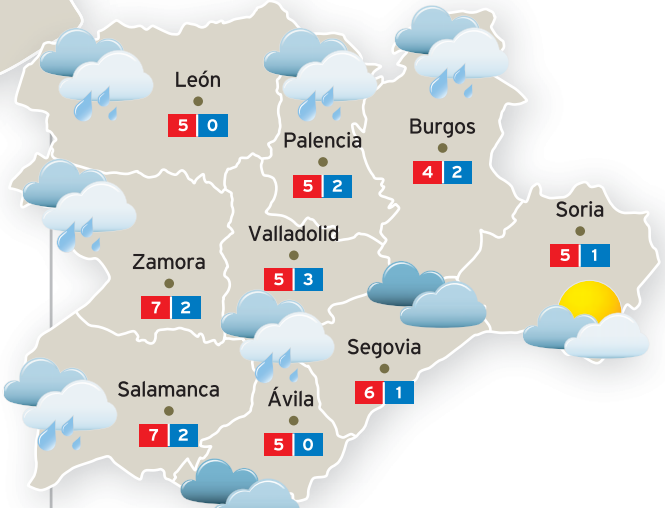 León
5 0
Palencia
5 2
Burgos
4 2
Soria
5 1
Valladolid
5 3
Zamora
7 2
Segovia
6 1
Salamanca
7 2
Ávila
5 0